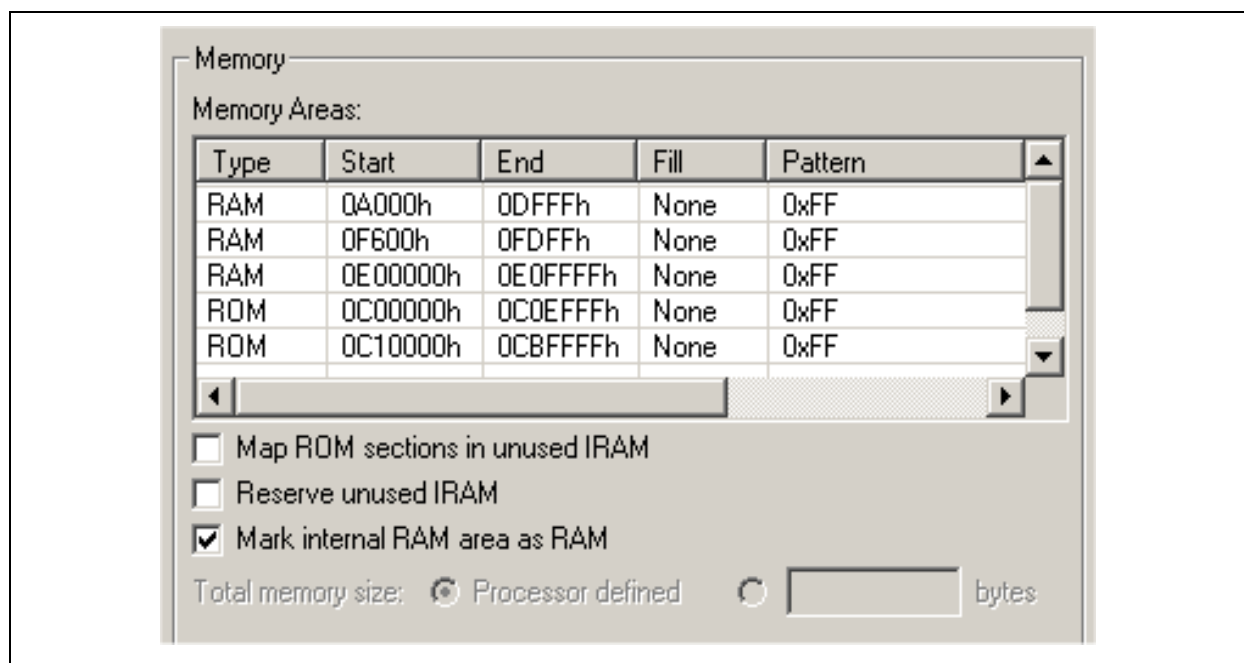 Memory
Memory Areas:
Type Start End Fill Pattern
RAM 0A000h 0DFFFh None 0xFF
RAM 0F600h 0FDFFh None 0xFF
RAM 0E00000h 0E0FFFFh None 0xFF
ROM 0C00000h 0C0EFFFh None 0xFF
ROM 0C10000h 0CBFFFFh None 0xFF
Map ROM sections in unused IRAM
Reserve unused IRAM
Mark internal RAM area as RAM
Total memory size: Processor defined bytes